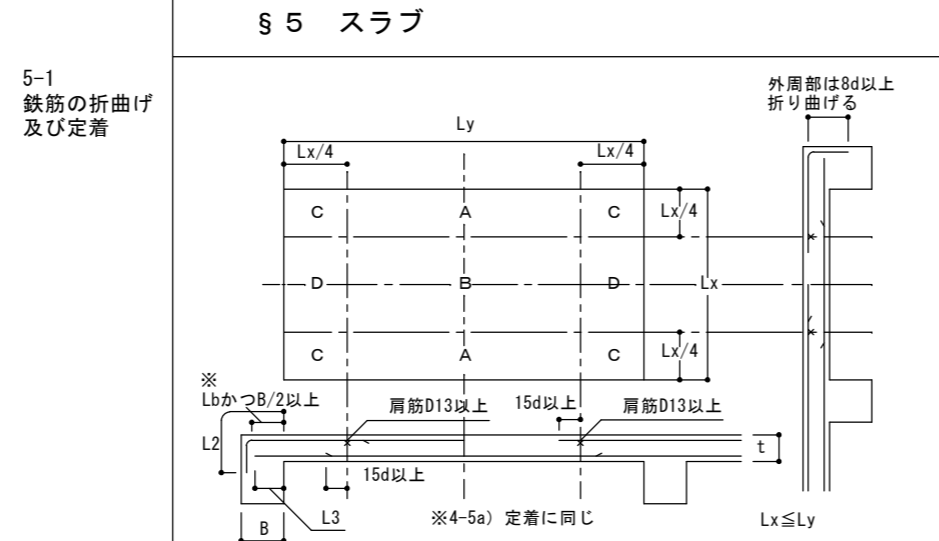 §5 スラブ
5-1
鉄筋の折曲げ
及び定着
外周部は8d以上
折り曲げる
Ly
Lx/4
Lx/4
C
A
C
Lx/4
D
B
D
Lx
C
A
C
Lx/4
※
LbかつB/2以上
肩筋D13以上
15d以上
肩筋D13以上
L2
t
15d以上
L3
※4-5a) 定着に同じ
Lx≦Ly
B